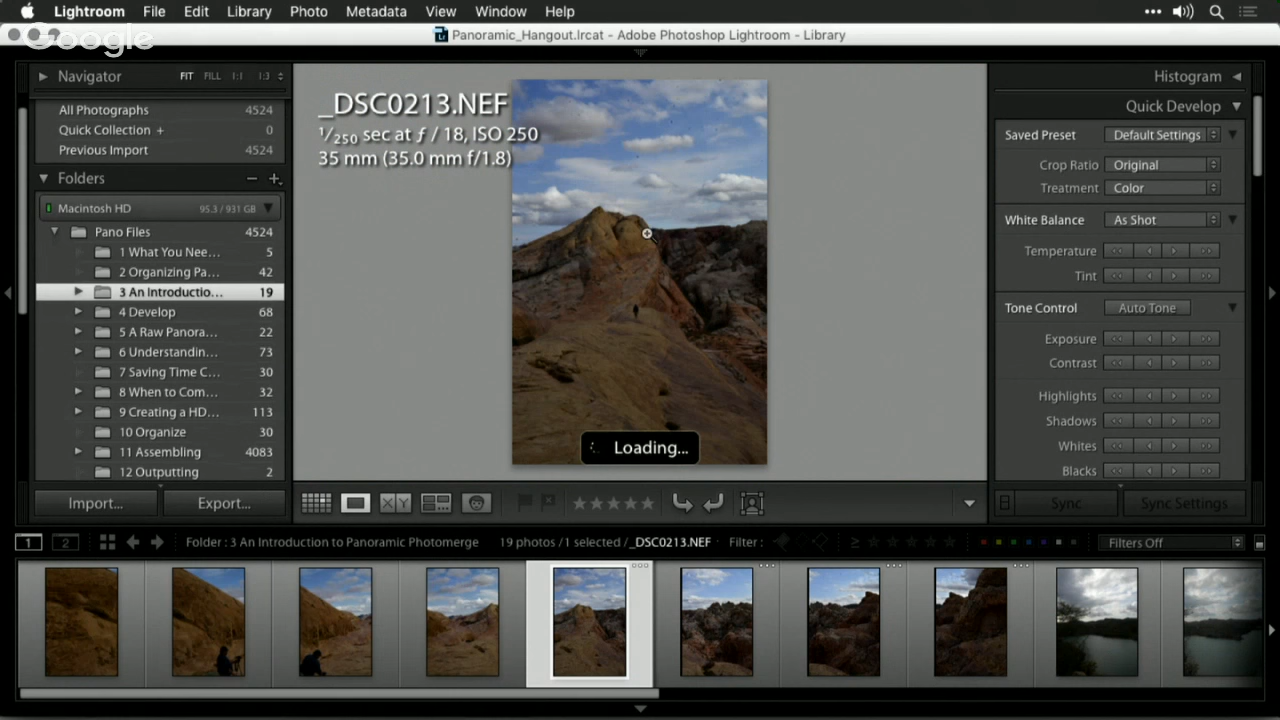 Lightroom File Edit Library Photo Metadata View Window Help
Google
Panoramic_Hangout.lrcat - Adobe Photoshop Lightroom - Library
Navigator FIT FILL 1:1 1:3
All Photographs 4524
Quick Collection + 0
Previous Import 4524
Folders
Macintosh HD 95.3 / 931 GB
Pano Files 4524
1 What You Nee... 5
2 Organizing Pa... 42
3 An Introductio... 19
4 Develop 68
5 A Raw Panora... 22
6 Understandin... 73
7 Saving Time C... 30
8 When to Com... 32
9 Creating a HD... 113
10 Organize 30
11 Assembling 4083
12 Outputting 2
Import... Export...
_DSC0213.NEF
1/250 sec at ƒ / 18, ISO 250
35 mm (35.0 mm f/1.8)
Loading...
Histogram
Quick Develop
Saved Preset Default Settings
Crop Ratio Original
Treatment Color
White Balance As Shot
Temperature
Tint
Tone Control Auto Tone
Exposure
Contrast
Highlights
Shadows
Whites
Blacks
Sync Sync Settings
X Y
1 2 Folder : 3 An Introduction to Panoramic Photomerge 19 photos / 1 selected / _DSC0213.NEF Filter : Filters Off